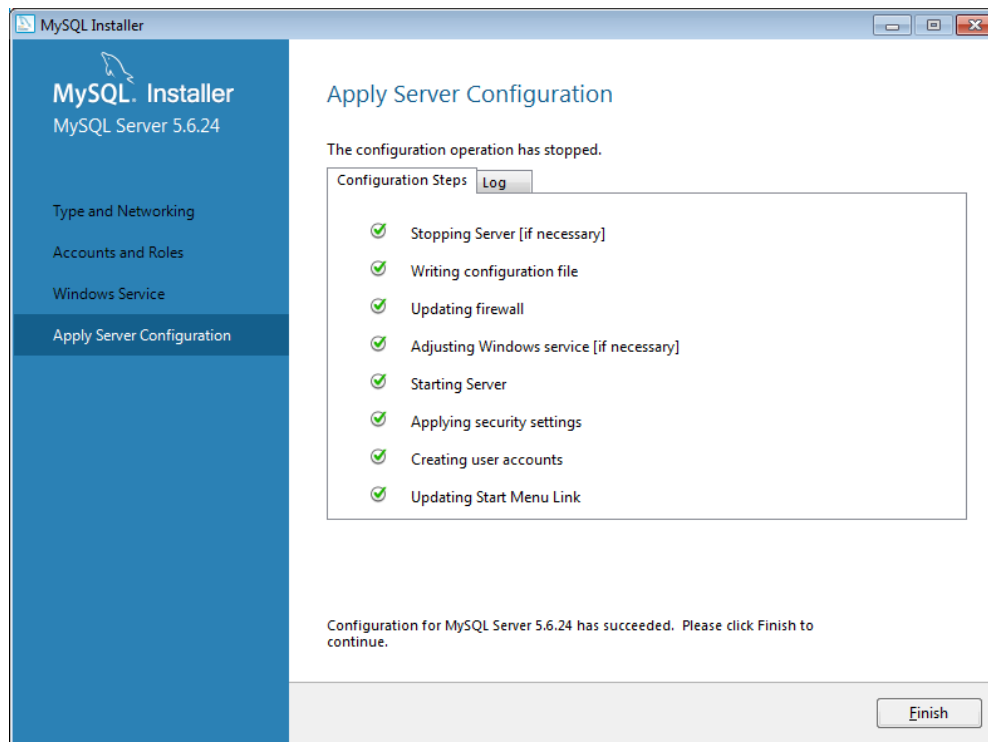 MySQL Installer
MySQL. Installer
MySQL Server 5.6.24
Type and Networking
Accounts and Roles
Windows Service
Apply Server Configuration
Apply Server Configuration
The configuration operation has stopped.
Configuration Steps Log
Stopping Server [if necessary]
Writing configuration file
Updating firewall
Adjusting Windows service [if necessary]
Starting Server
Applying security settings
Creating user accounts
Updating Start Menu Link
Configuration for MySQL Server 5.6.24 has succeeded. Please click Finish to
continue.
Finish